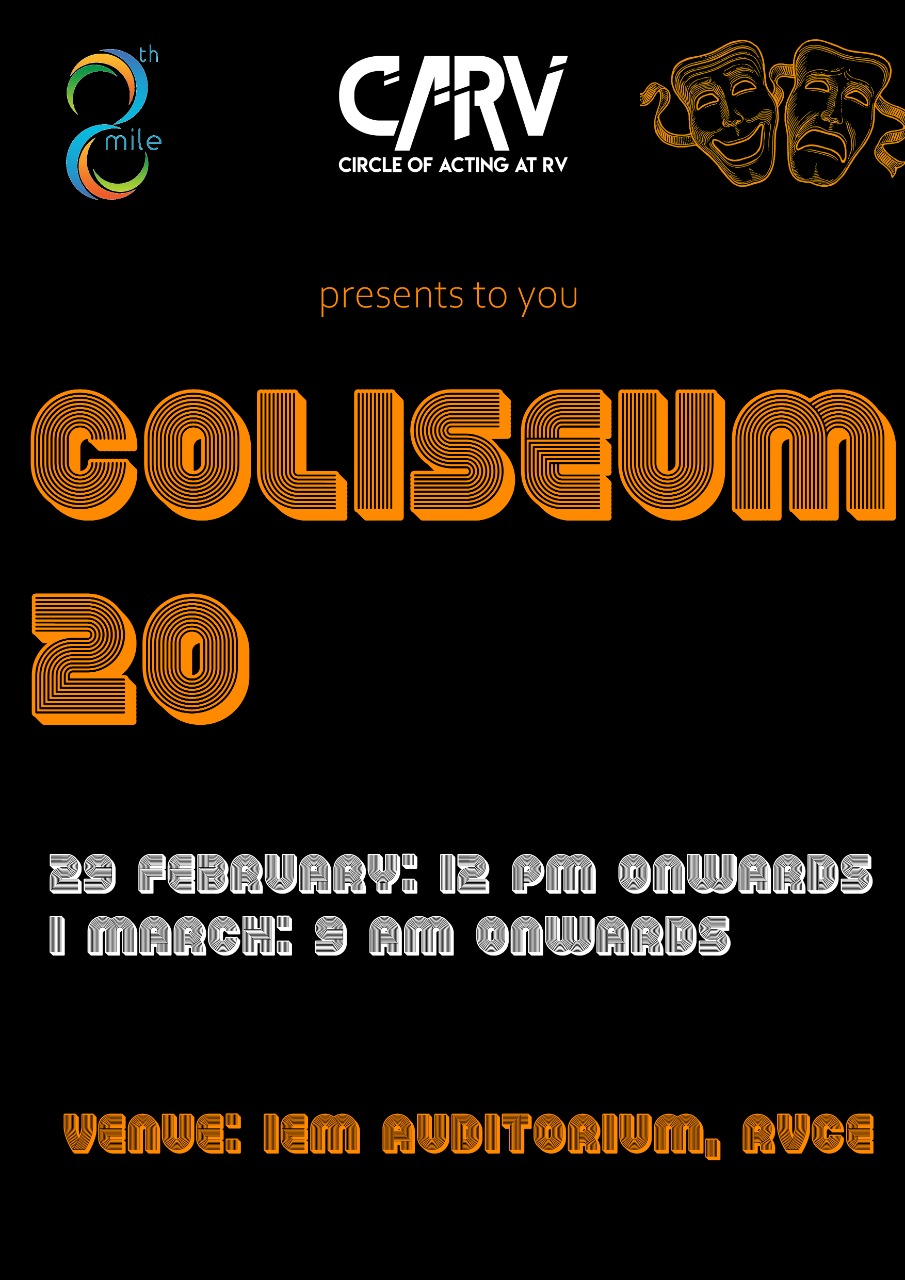 8th
mile
CARV
CIRCLE OF ACTING AT RV
presents to you
COLISEUM
20
29 FEBRUARY: 12 PM ONWARDS
1 MARCH: 9 AM ONWARDS
VENUE: IEM AUDITORIUM, RVCE